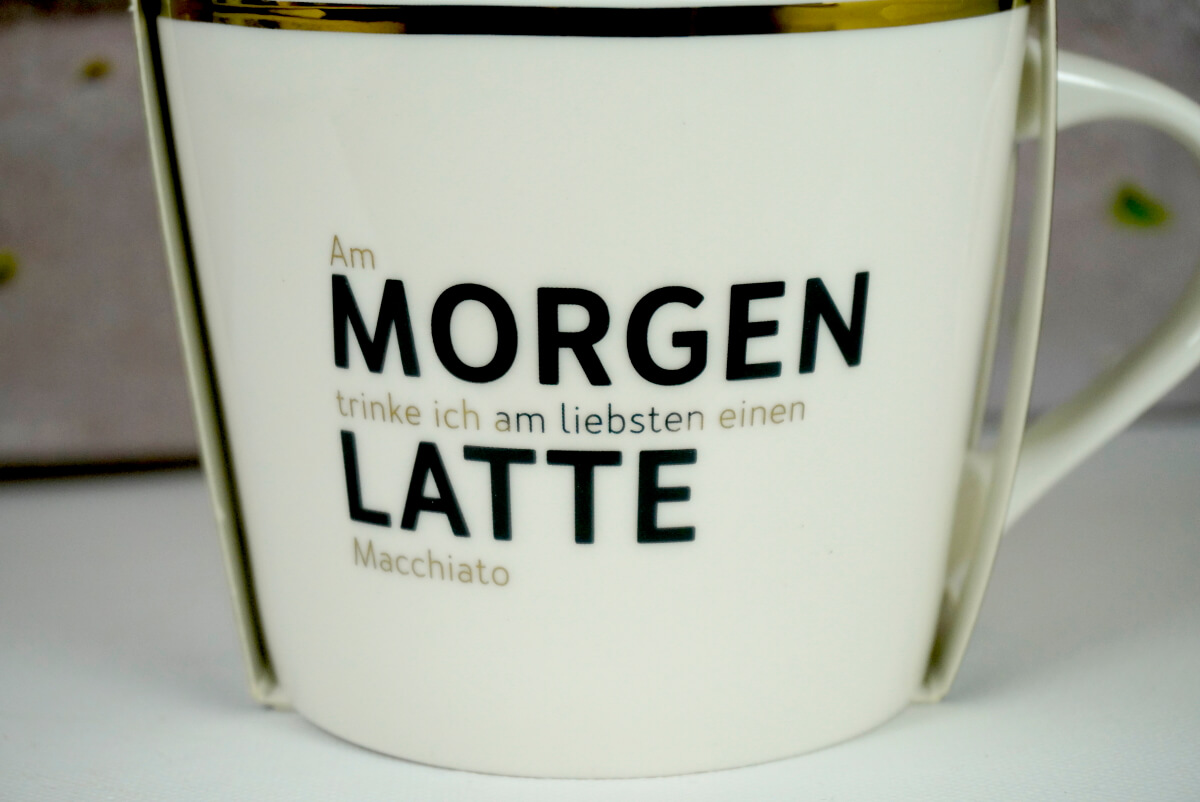 Am
MORGEN
trinke ich am liebsten einen
LATTE
Macchiato